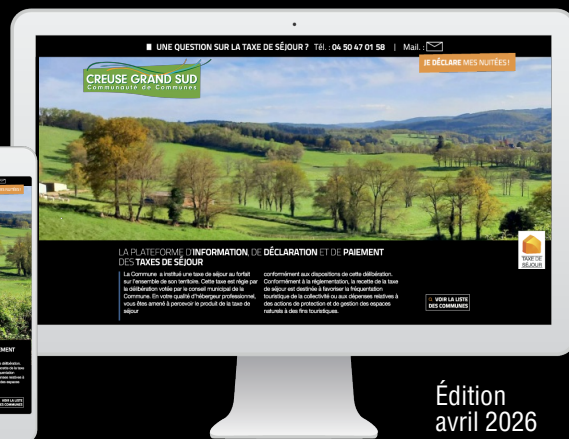 UNE QUESTION SUR LA TAXE DE SÉJOUR ? Tél. : 04 50 47 01 58 | Mail. :
JE DÉCLARE MES NUITÉES !
CREUSE GRAND SUD
Communauté de Communes
LA PLATEFORME D'INFORMATION, DE DÉCLARATION ET DE PAIEMENT
DES TAXES DE SÉJOUR
La Commune a institué une taxe de séjour au forfait
sur l'ensemble de son territoire. Cette taxe est régie par
la délibération votée par le conseil municipal de la
Commune. En votre qualité d'hébergeur professionnel,
vous êtes amené à percevoir le produit de la taxe de
séjour
conformément aux dispositions de cette délibération.
Conformément à la réglementation, la recette de la taxe
de séjour est destinée à favoriser la fréquentation
touristique de la collectivité ou aux dépenses relatives à
des actions de protection et de gestion des espaces
naturels à des fins touristiques.
TAXE DE
SÉJOUR
VOIR LA LISTE
DES COMMUNES
EMENT
VOIR LA LISTE
DES COMMUNES
Édition
avril 2026